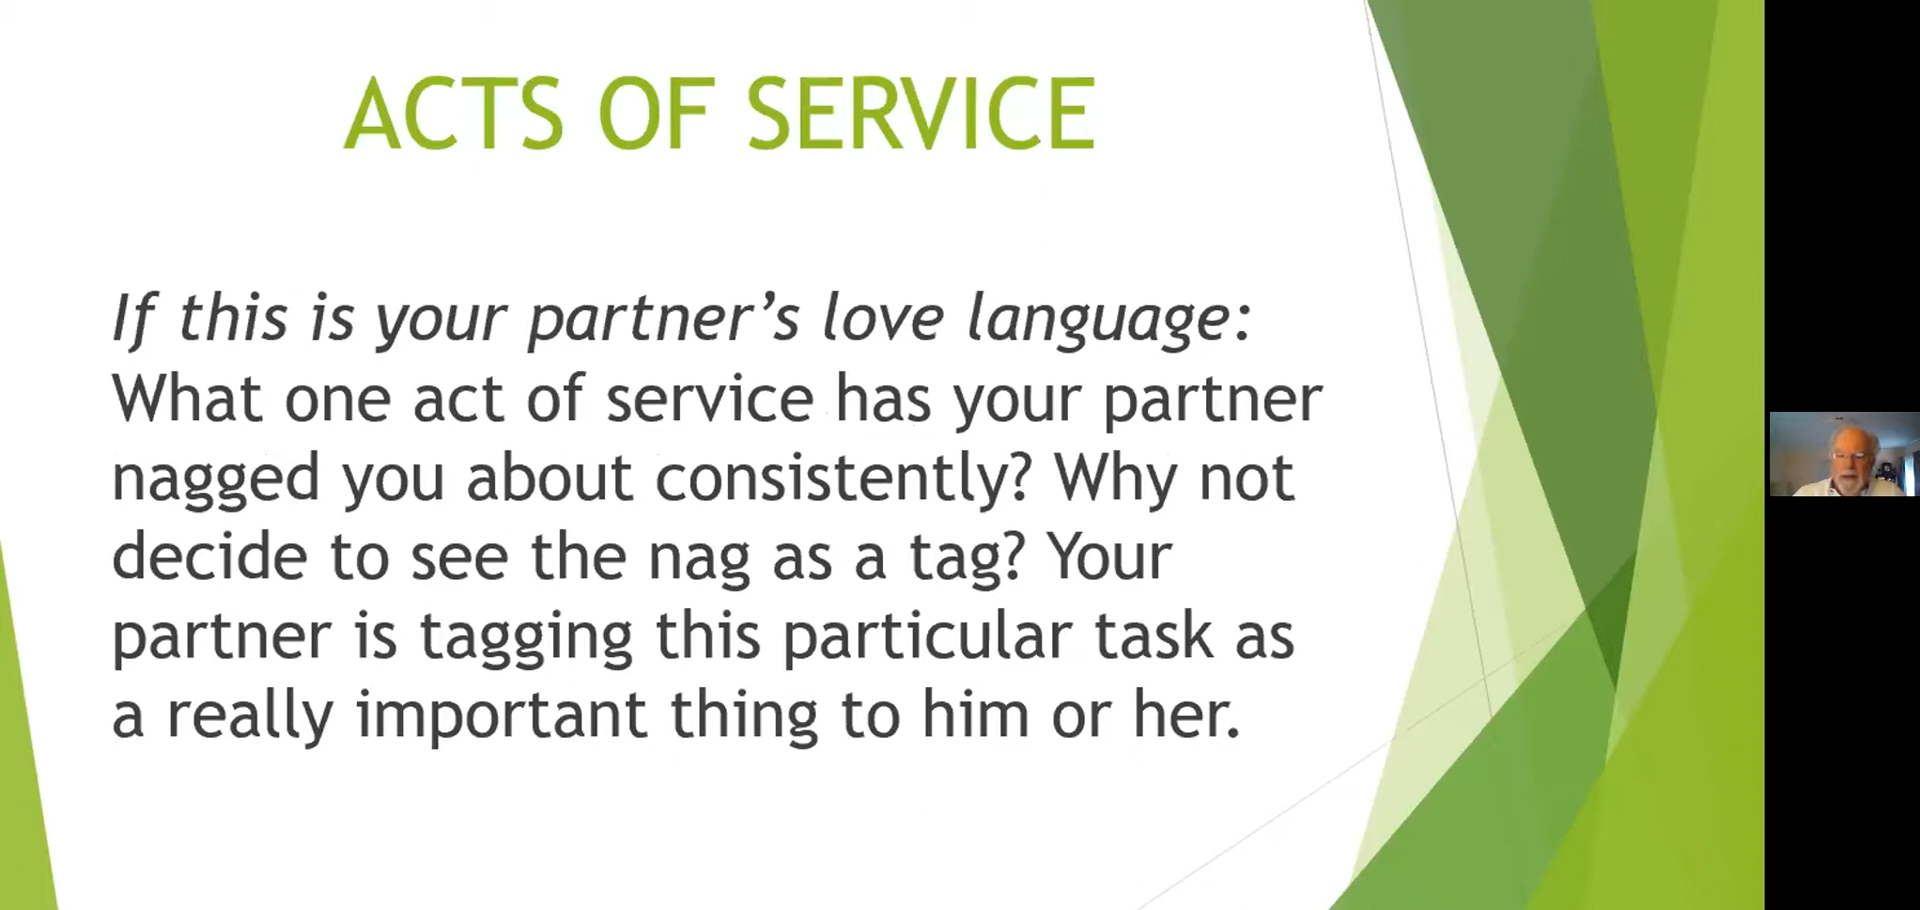 ACTS OF SERVICE
If this is your partner’s love language:
What one act of service has your partner
nagged you about consistently? Why not
decide to see the nag as a tag? Your
partner is tagging this particular task as
a really important thing to him or her.